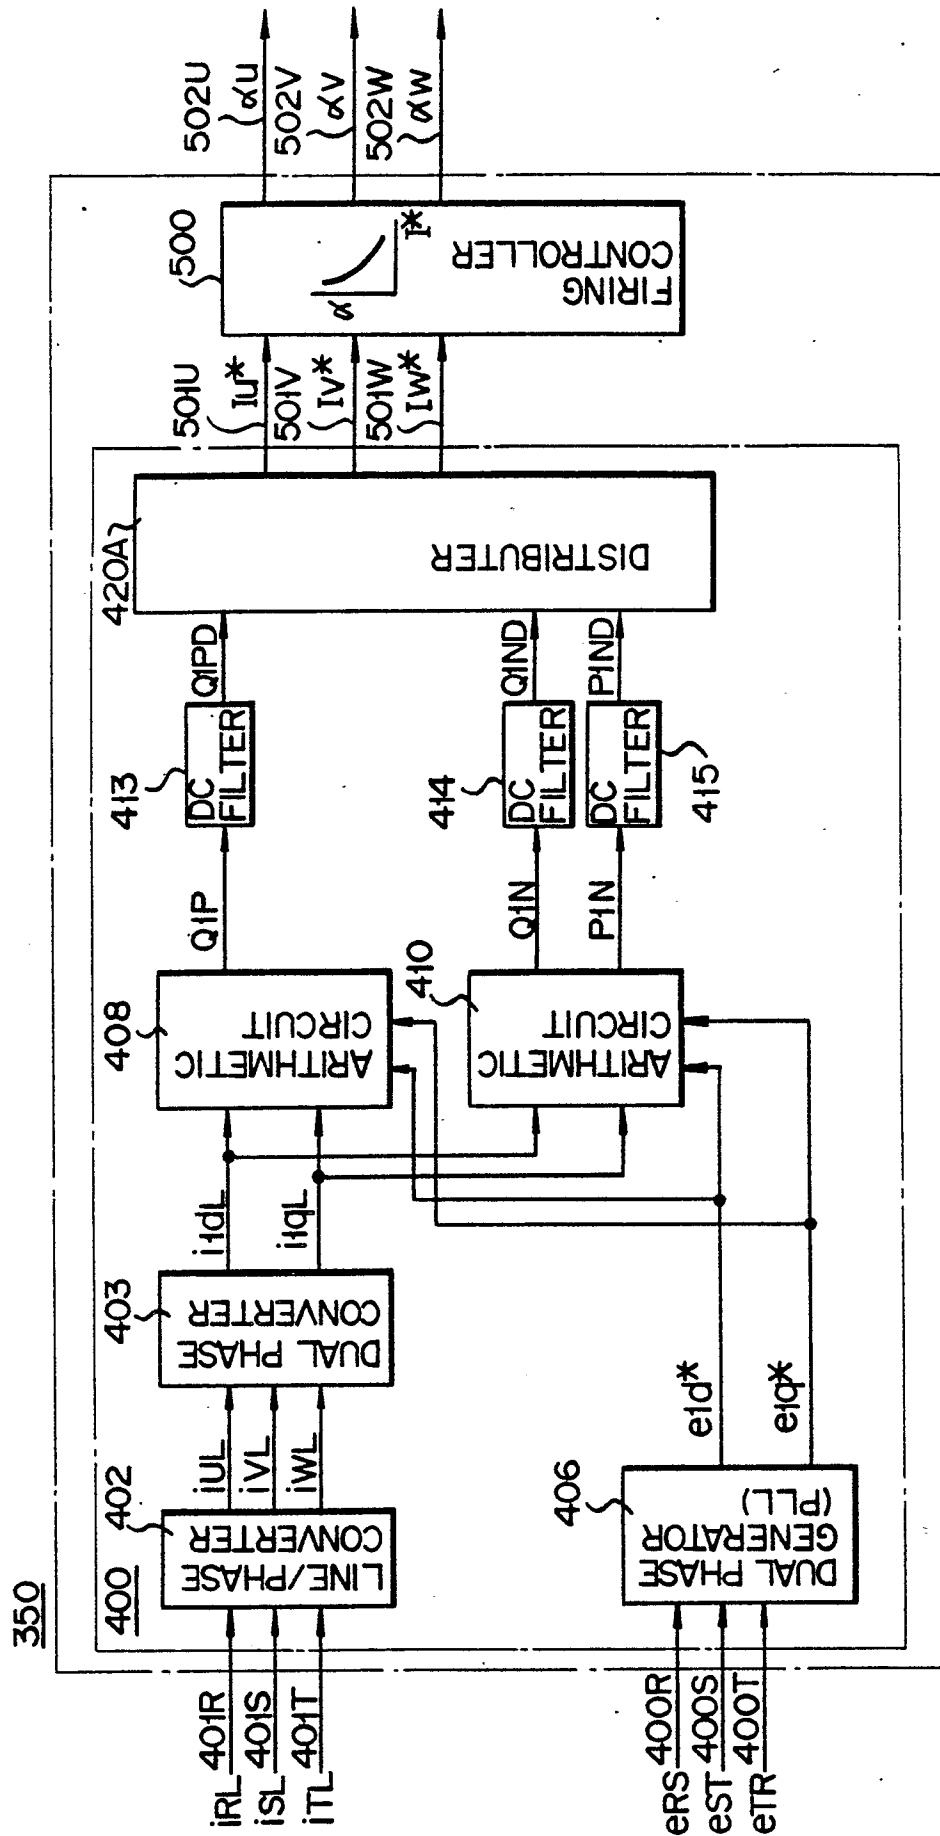 350
400
iRL 401R
iSL 401S
iTL 401T
402
LINE/PHASE
CONVERTER
iUL
iVL
iWL
403
DUAL PHASE
CONVERTER
i1dL
i1qL
408
ARITHMETIC
CIRCUIT
Q1P
413
DC
FILTER
Q1PD
420A
DISTRIBUTER
410
ARITHMETIC
CIRCUIT
Q1N
P1N
414
DC
FILTER
DC
FILTER
415
Q1ND
P1ND
eRS 400R
eST 400S
eTR 400T
406
DUAL PHASE
GENERATOR
(PLL)
e1d*
e1q*
501U
Iu*
501V
Iv*
501W
Iw*
500
α
I*
FIRING
CONTROLLER
502U
αu
502V
αv
502W
αw